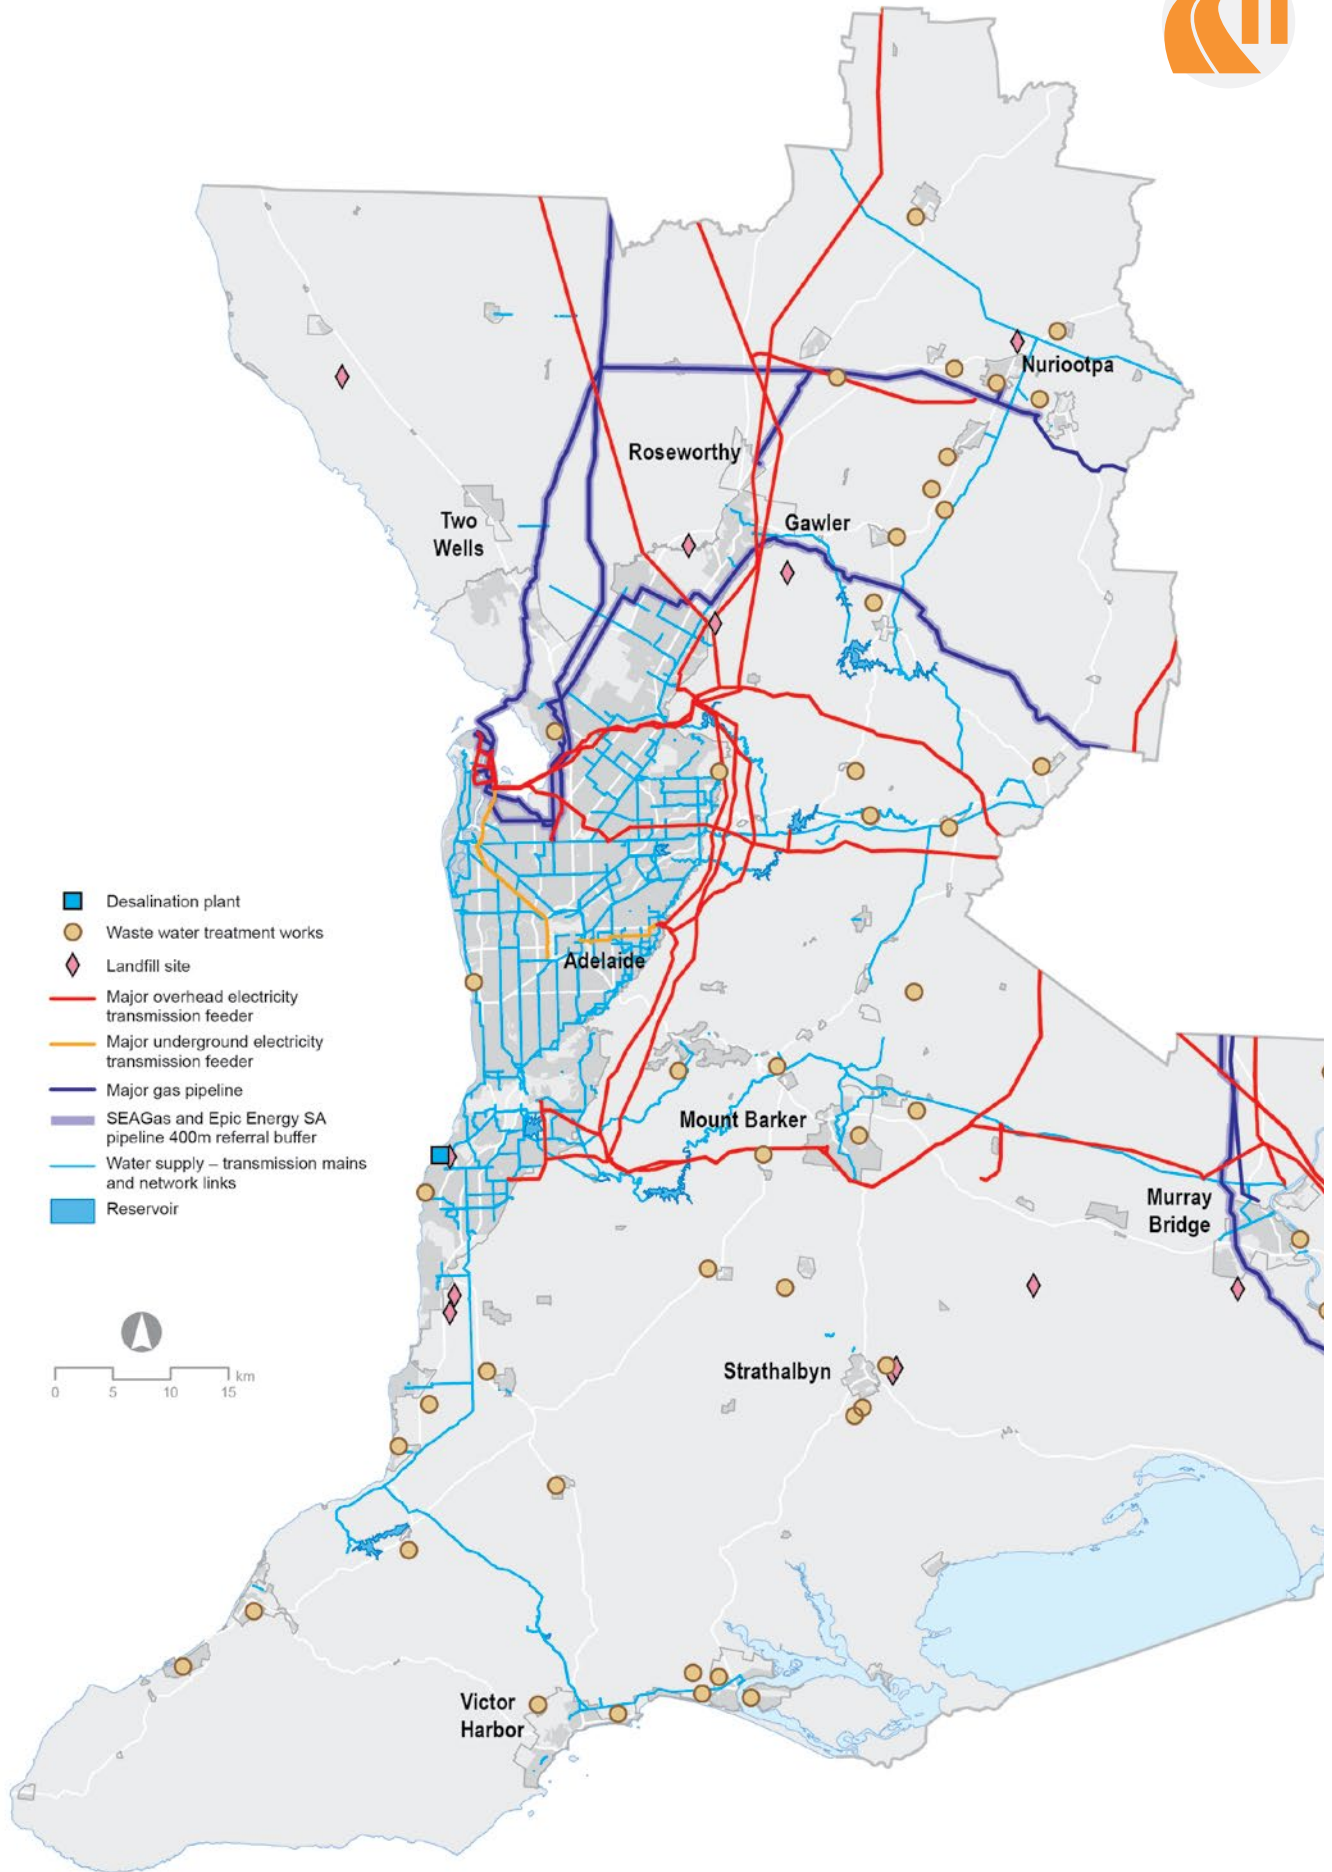 Nuriootpa
Roseworthy
Two
Wells
Gawler
Desalination plant
Waste water treatment works
Landfill site
Major overhead electricity
transmission feeder
Major underground electricity
transmission feeder
Major gas pipeline
SEAGas and Epic Energy SA
pipeline 400m referral buffer
Water supply – transmission mains
and network links
Reservoir
Adelaide
Mount Barker
Murray
Bridge
km
0 5 10 15
Strathalbyn
Victor
Harbor